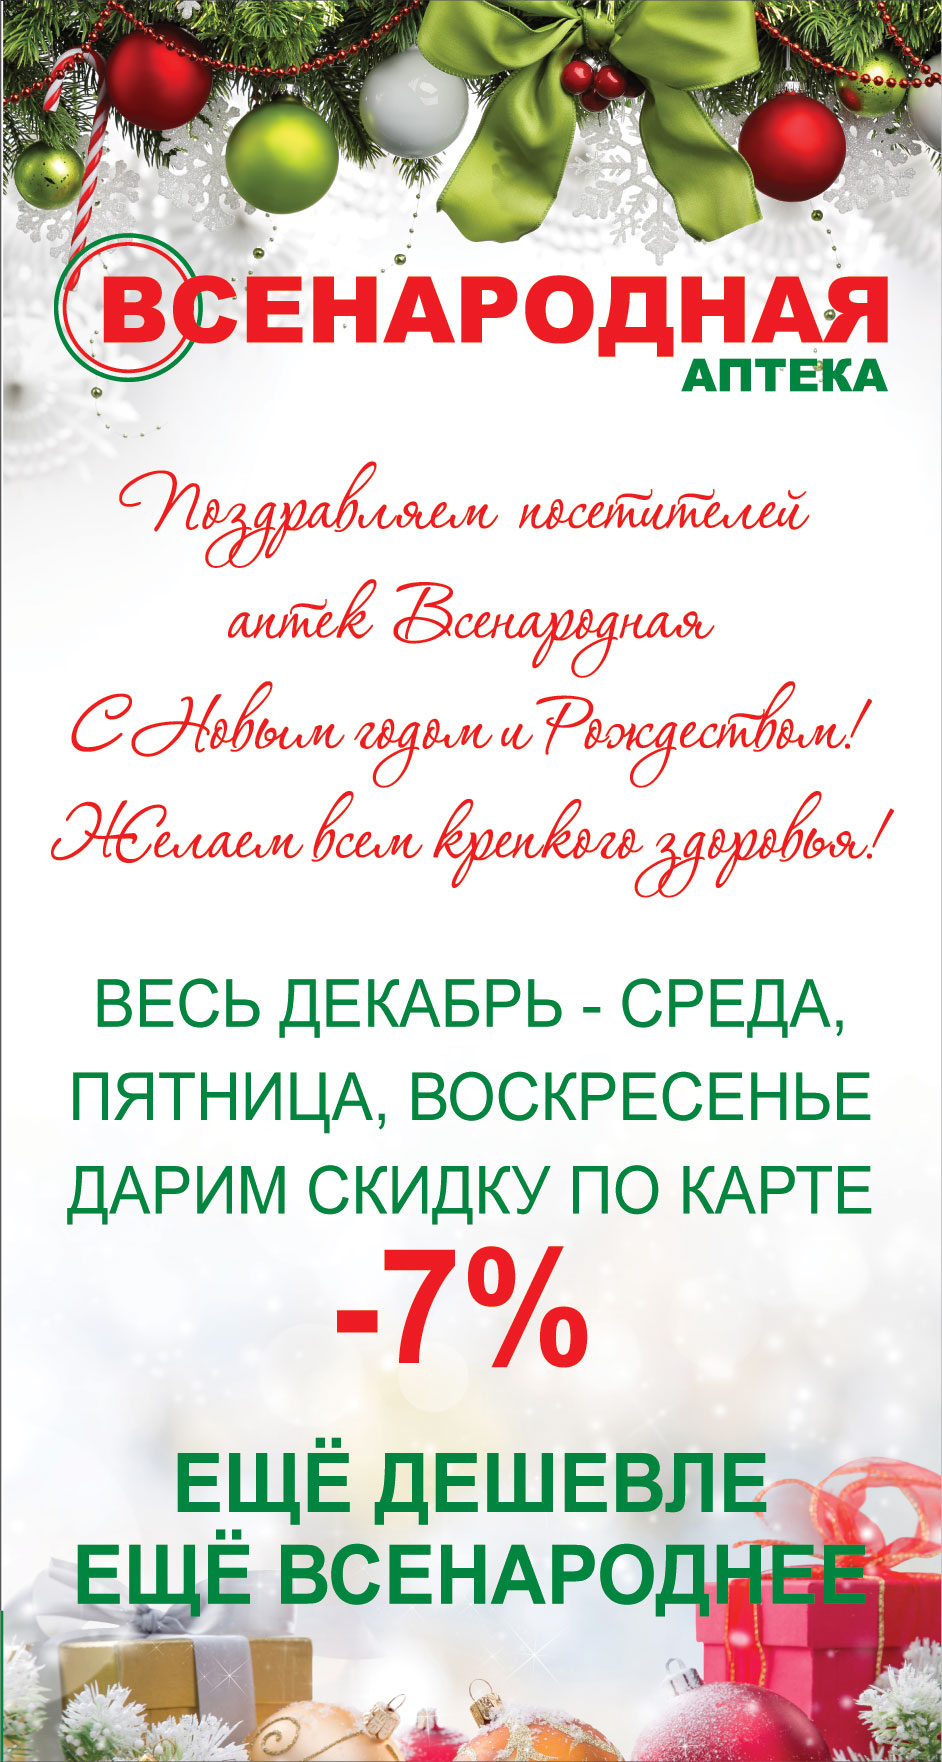 ВСЕНАРОДНАЯ
АПТЕКА
Поздравляем посетителей
аптек Всенародная
С Новым годом и Рождеством!
Желаем всем крепкого здоровья!
ВЕСЬ ДЕКАБРЬ - СРЕДА,
ПЯТНИЦА, ВОСКРЕСЕНЬЕ
ДАРИМ СКИДКУ ПО КАРТЕ
-7%
ЕЩЁ ДЕШЕВЛЕ
ЕЩЁ ВСЕНАРОДНЕЕ